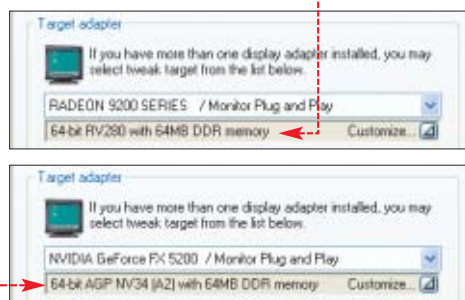 Target adapter
If you have more than one display adapter installed, you may
select tweak target from the list below.
RADEON 9200 SERIES / Monitor Plug and Play
64-bit RV280 with 64MB DDR memory Customize...
Target adapter
If you have more than one display adapter installed, you may
select tweak target from the list below.
NVIDIA GeForce FX 5200 / Monitor Plug and Play
64-bit AGP NV34 (A2) with 64MB DDR memory Customize...